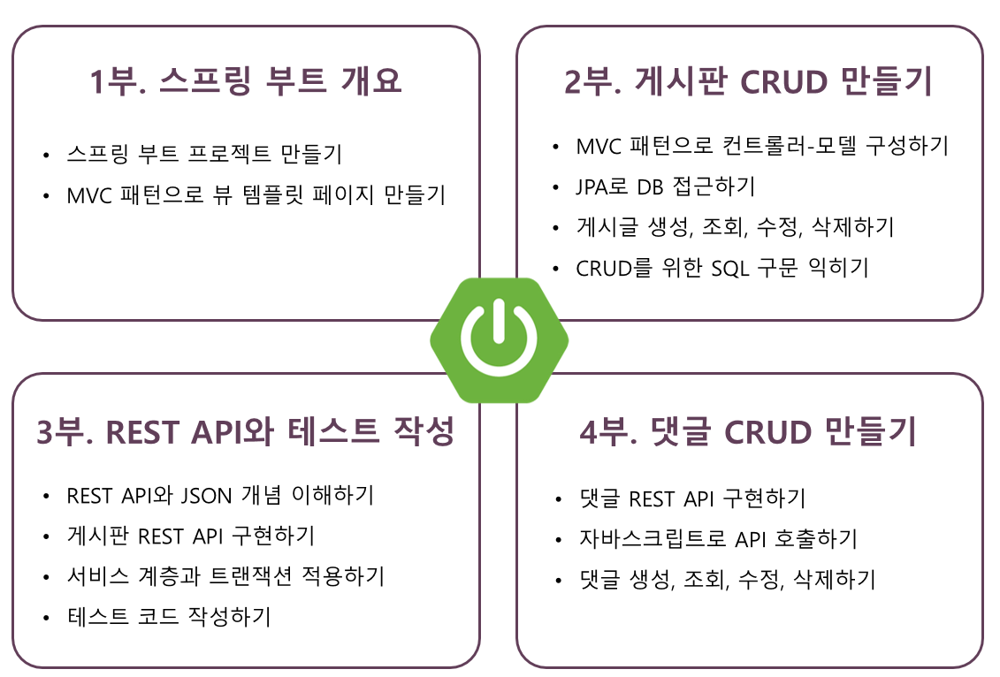 1부. 스프링 부트 개요
• 스프링 부트 프로젝트 만들기
• MVC 패턴으로 뷰 템플릿 페이지 만들기
2부. 게시판 CRUD 만들기
• MVC 패턴으로 컨트롤러-모델 구성하기
• JPA로 DB 접근하기
• 게시글 생성, 조회, 수정, 삭제하기
• CRUD를 위한 SQL 구문 익히기
3부. REST API와 테스트 작성
• REST API와 JSON 개념 이해하기
• 게시판 REST API 구현하기
• 서비스 계층과 트랜잭션 적용하기
• 테스트 코드 작성하기
4부. 댓글 CRUD 만들기
• 댓글 REST API 구현하기
• 자바스크립트로 API 호출하기
• 댓글 생성, 조회, 수정, 삭제하기